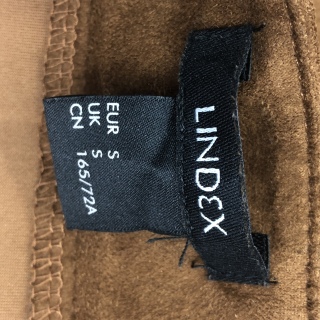 LINDEX
EUR S
UK S
CN 165/72A